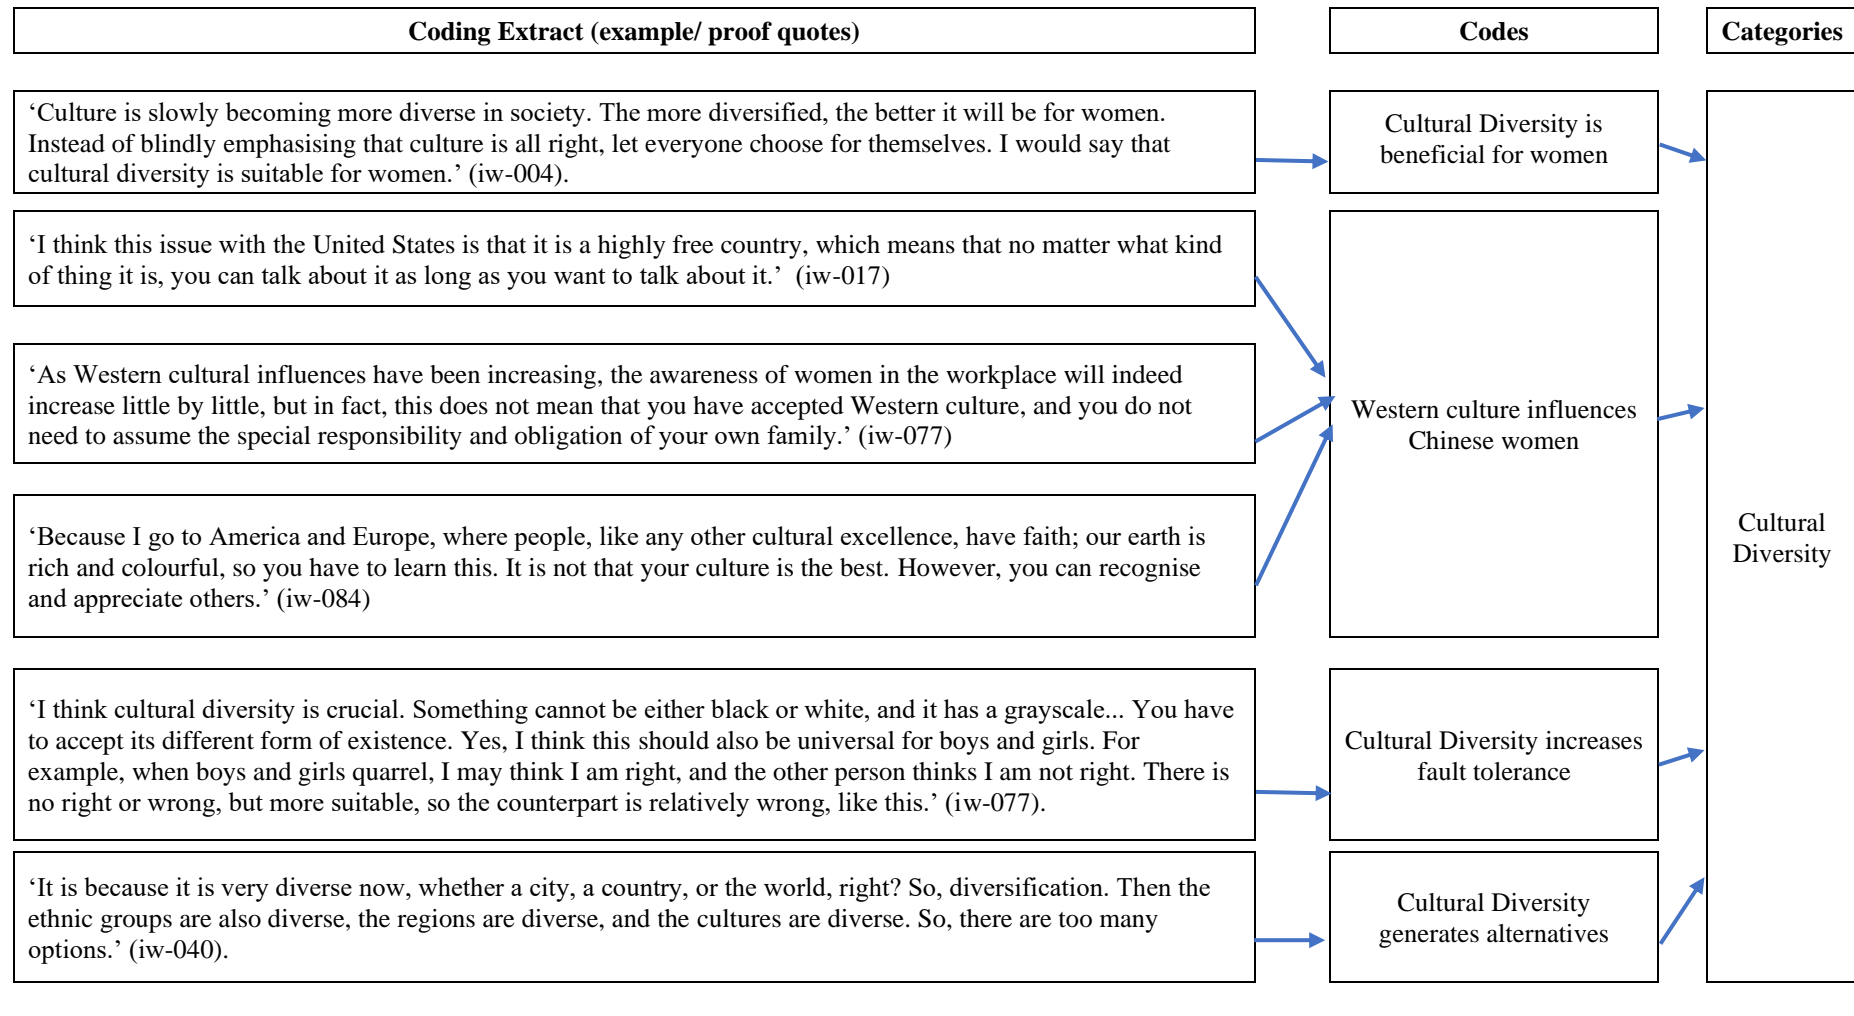 Coding Extract (example/ proof quotes)
Codes
Categories
‘Culture is slowly becoming more diverse in society. The more diversified, the better it will be for women.
Instead of blindly emphasising that culture is all right, let everyone choose for themselves. I would say that
cultural diversity is suitable for women.’ (iw-004).
Cultural Diversity is
beneficial for women
‘I think this issue with the United States is that it is a highly free country, which means that no matter what kind
of thing it is, you can talk about it as long as you want to talk about it.’  (iw-017)
‘As Western cultural influences have been increasing, the awareness of women in the workplace will indeed
increase little by little, but in fact, this does not mean that you have accepted Western culture, and you do not
need to assume the special responsibility and obligation of your own family.’ (iw-077)
‘Because I go to America and Europe, where people, like any other cultural excellence, have faith; our earth is
rich and colourful, so you have to learn this. It is not that your culture is the best. However, you can recognise
and appreciate others.’ (iw-084)
Western culture influences
Chinese women
‘I think cultural diversity is crucial. Something cannot be either black or white, and it has a grayscale... You have
to accept its different form of existence. Yes, I think this should also be universal for boys and girls. For
example, when boys and girls quarrel, I may think I am right, and the other person thinks I am not right. There is
no right or wrong, but more suitable, so the counterpart is relatively wrong, like this.’ (iw-077).
Cultural Diversity increases
fault tolerance
‘It is because it is very diverse now, whether a city, a country, or the world, right? So, diversification. Then the
ethnic groups are also diverse, the regions are diverse, and the cultures are diverse. So, there are too many
options.’ (iw-040).
Cultural Diversity
generates alternatives
Cultural
Diversity